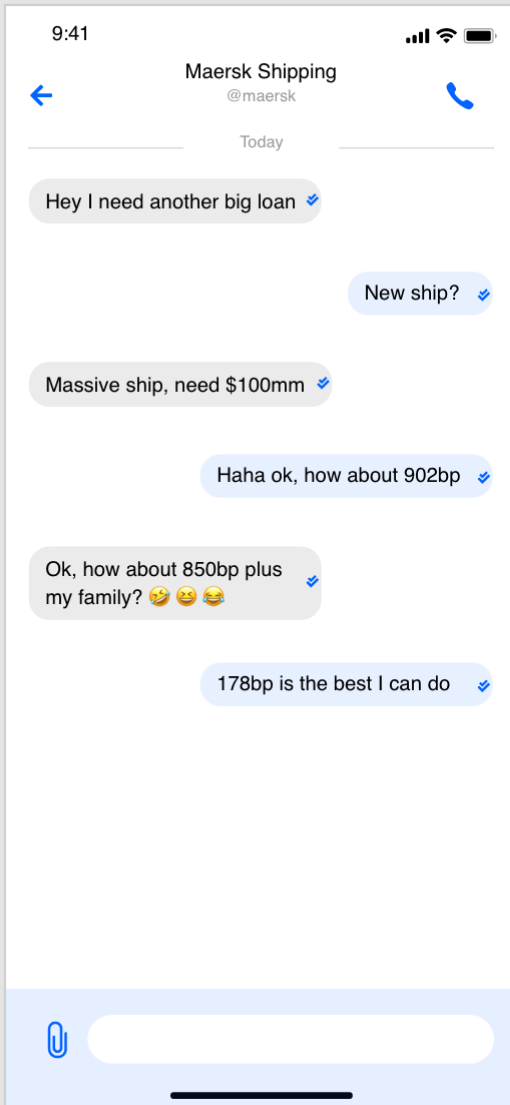 9:41
Maersk Shipping
@maersk
Today
Hey I need another big loan
New ship?
Massive ship, need $100mm
Haha ok, how about 902bp
Ok, how about 850bp plus
my family? 🤣😆😂
178bp is the best I can do